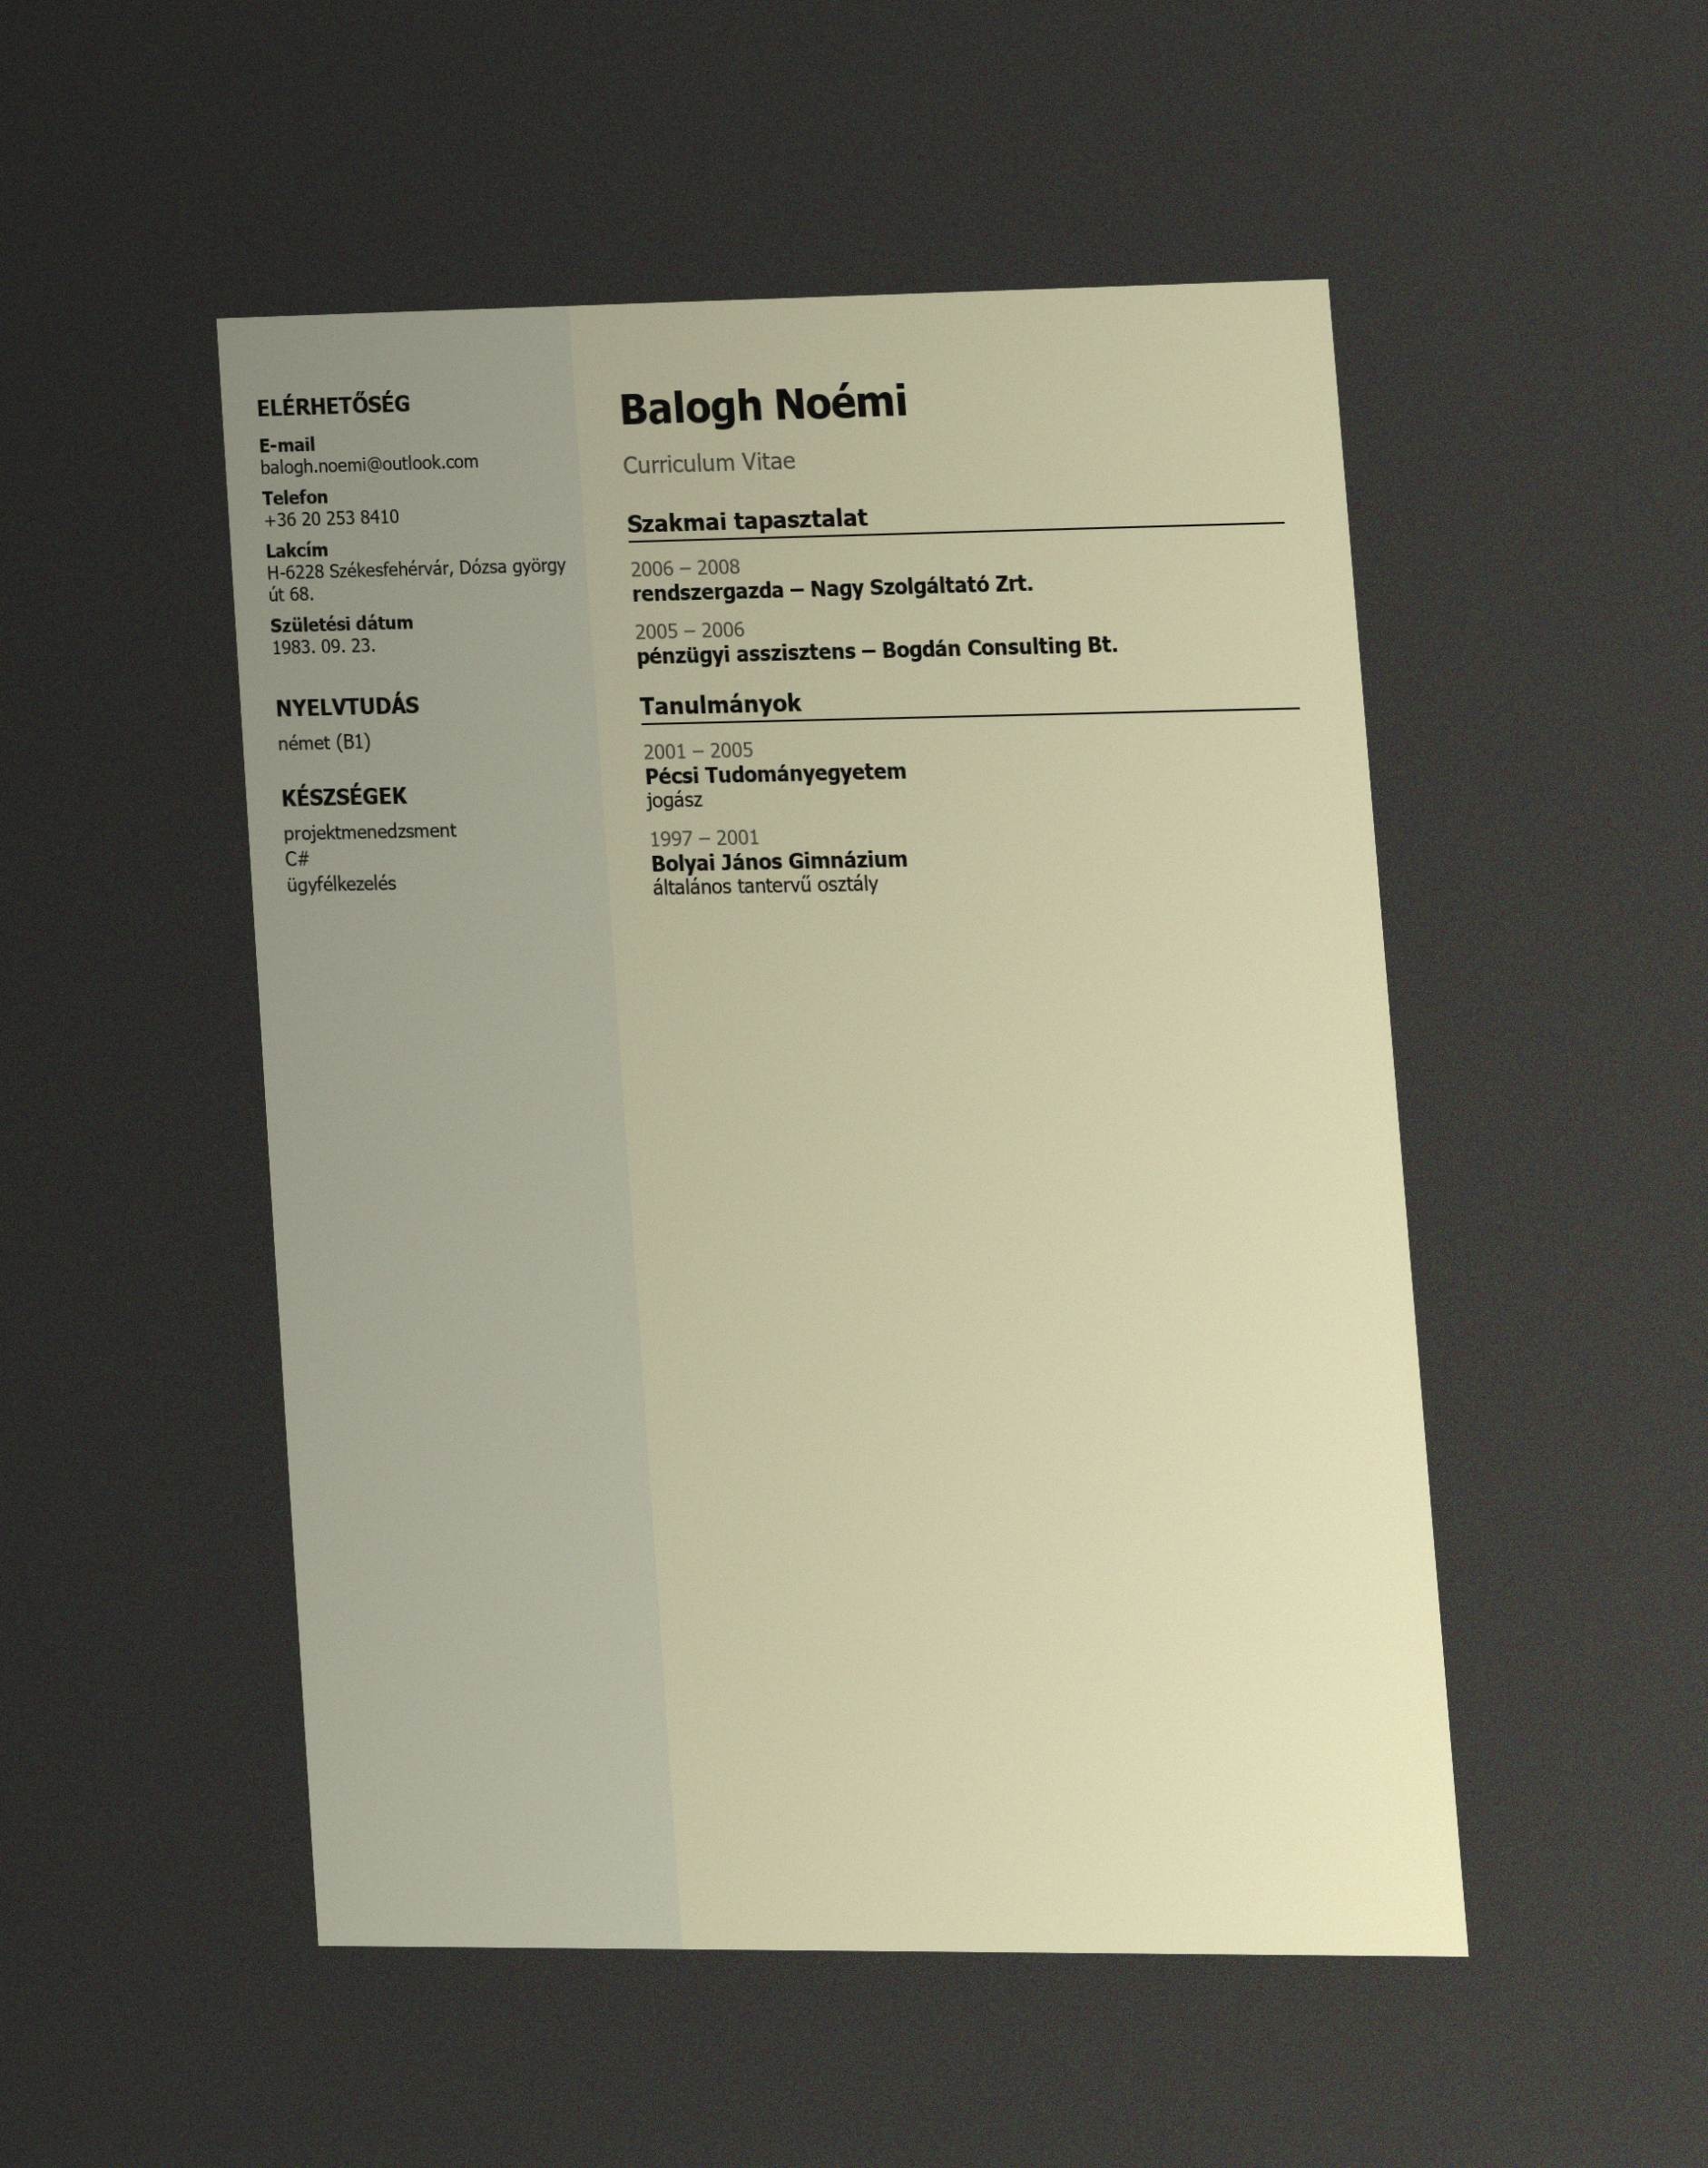 ELÉRHETŐSÉG
E-mail
balogh.noemi@outlook.com
Telefon
+36 20 253 8410
Lakcím
H-6228 Székesfehérvár, Dózsa györgy
út 68.
Születési dátum
1983. 09. 23.
NYELVTUDÁS
német (B1)
KÉSZSÉGEK
projektmenedzsment
C#
ügyfélkezelés
Balogh Noémi
Curriculum Vitae
Szakmai tapasztalat
2006 – 2008
rendszergazda – Nagy Szolgáltató Zrt.
2005 – 2006
pénzügyi asszisztens – Bogdán Consulting Bt.
Tanulmányok
2001 – 2005
Pécsi Tudományegyetem
jogász
1997 – 2001
Bolyai János Gimnázium
általános tantervű osztály